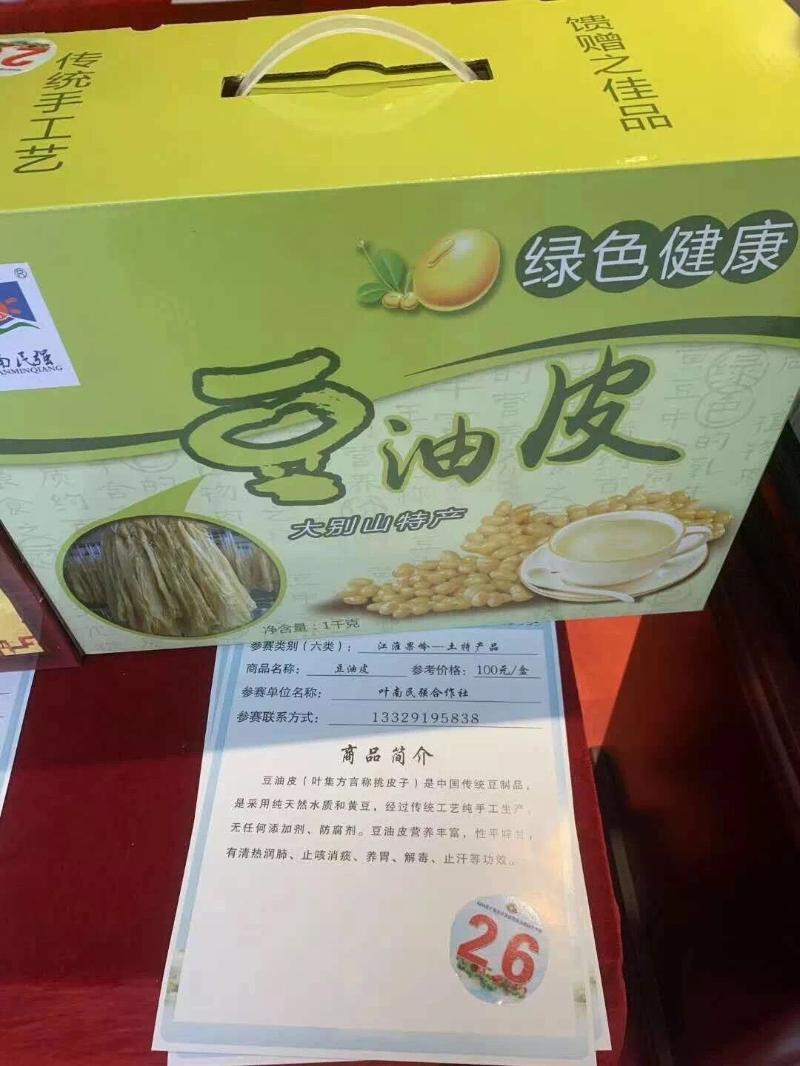 26
传统手工艺
馈赠之佳品
绿色健康
®
南民强
ANMINQIANG
豆油皮
大别山特产
净含量：1千克
参赛类别（六类）： 江淮果岭—土特产品
商品名称： 豆油皮 参考价格： 100元/盒
参赛单位名称： 叶南民强合作社
参赛联系方式： 13329195838
商品简介
豆油皮（叶集方言称挑皮子）是中国传统豆制品，
是采用纯天然水质和黄豆，经过传统工艺纯手工生产，
无任何添加剂、防腐剂。豆油皮营养丰富，性平味甘，
有清热润肺、止咳消痰、养胃、解毒、止汗等功效。
26